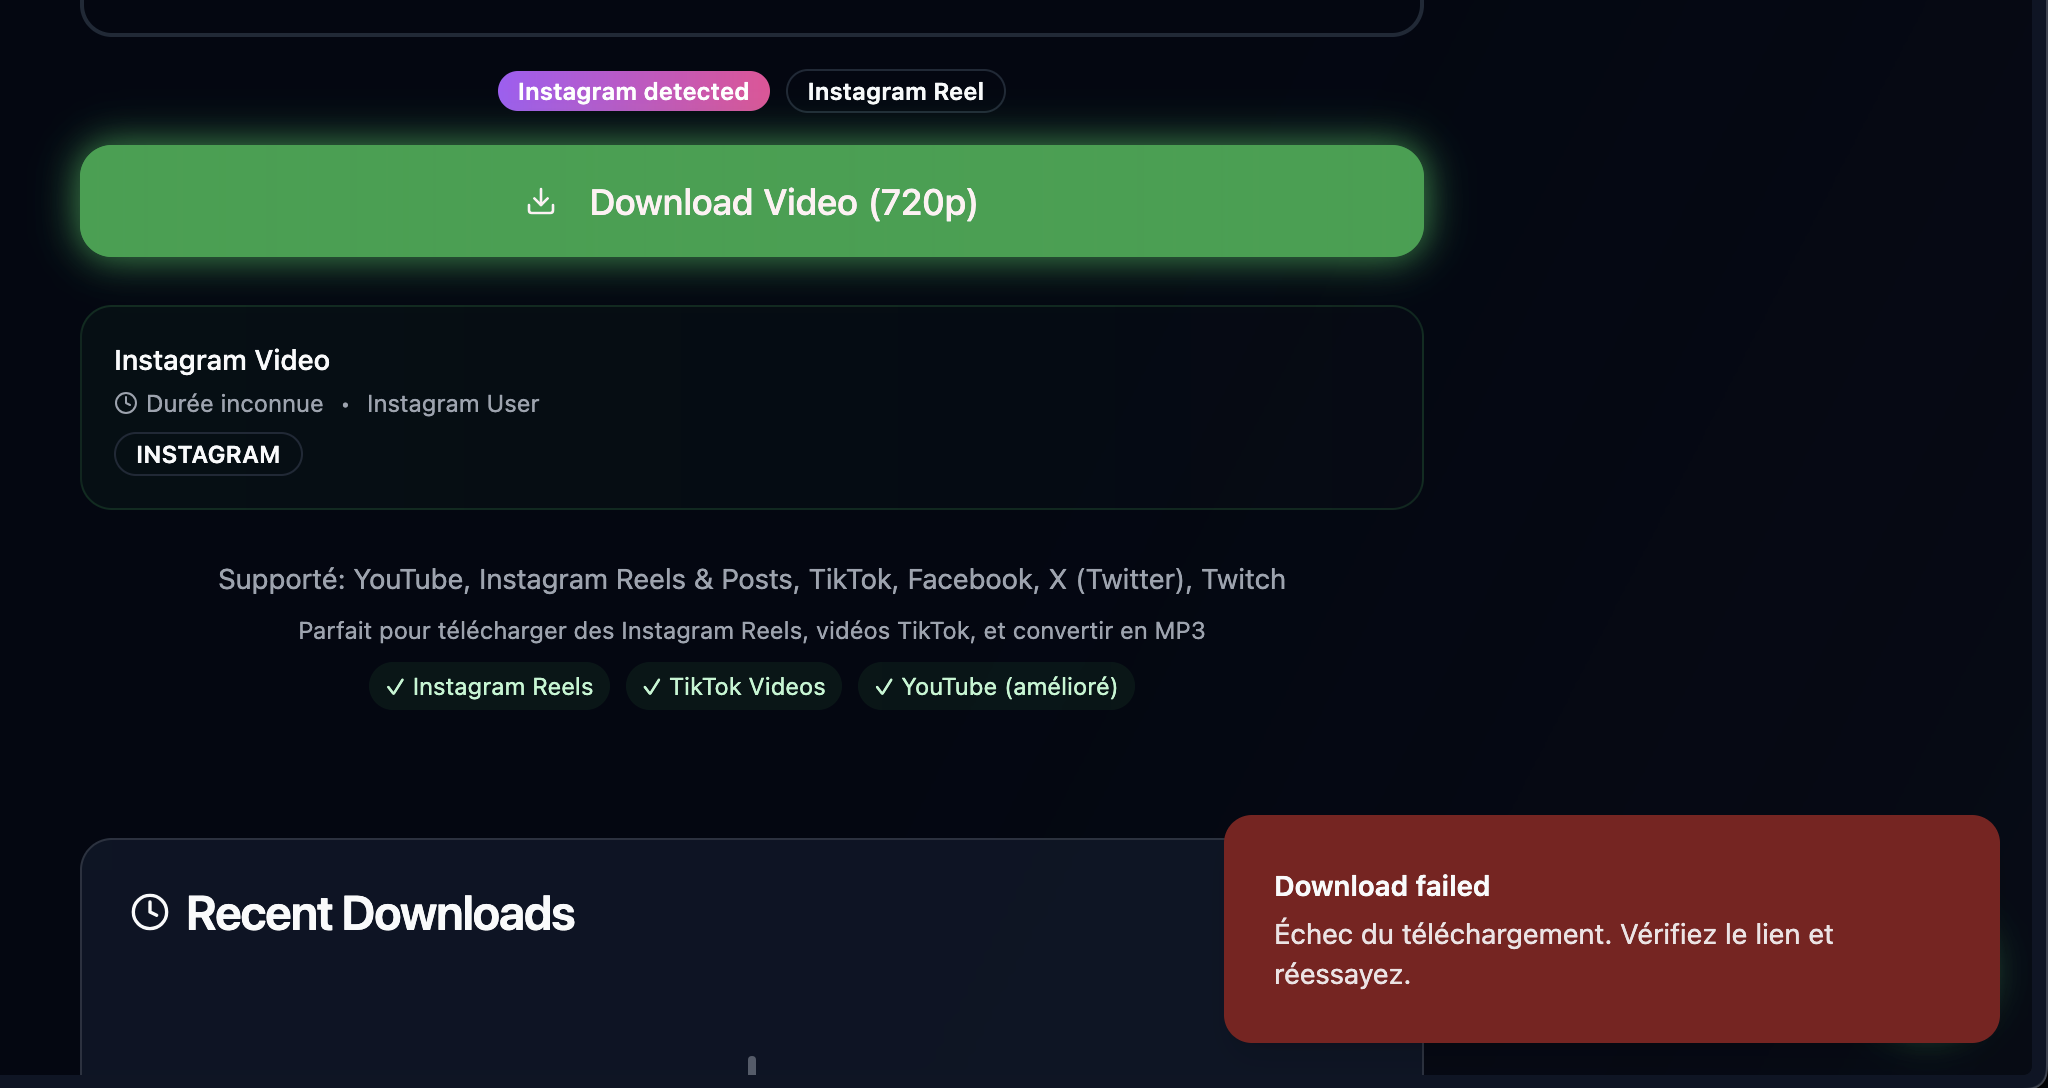 Instagram detected
Instagram Reel
Download Video (720p)
Instagram Video
Durée inconnue • Instagram User
INSTAGRAM
Supporté: YouTube, Instagram Reels & Posts, TikTok, Facebook, X (Twitter), Twitch
Parfait pour télécharger des Instagram Reels, vidéos TikTok, et convertir en MP3
✓ Instagram Reels
✓ TikTok Videos
✓ YouTube (amélioré)
Recent Downloads
Download failed
Échec du téléchargement. Vérifiez le lien et
réessayez.